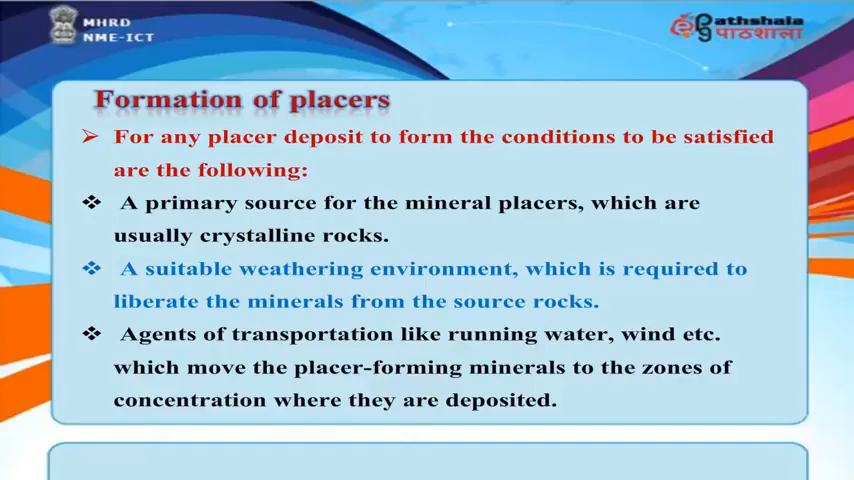 MHRD
NME-ICT
ePathshala
पाठशाला
Formation of placers
➢ For any placer deposit to form the conditions to be satisfied
are the following:
❖ A primary source for the mineral placers, which are
usually crystalline rocks.
❖ A suitable weathering environment, which is required to
liberate the minerals from the source rocks.
❖ Agents of transportation like running water, wind etc.
which move the placer-forming minerals to the zones of
concentration where they are deposited.